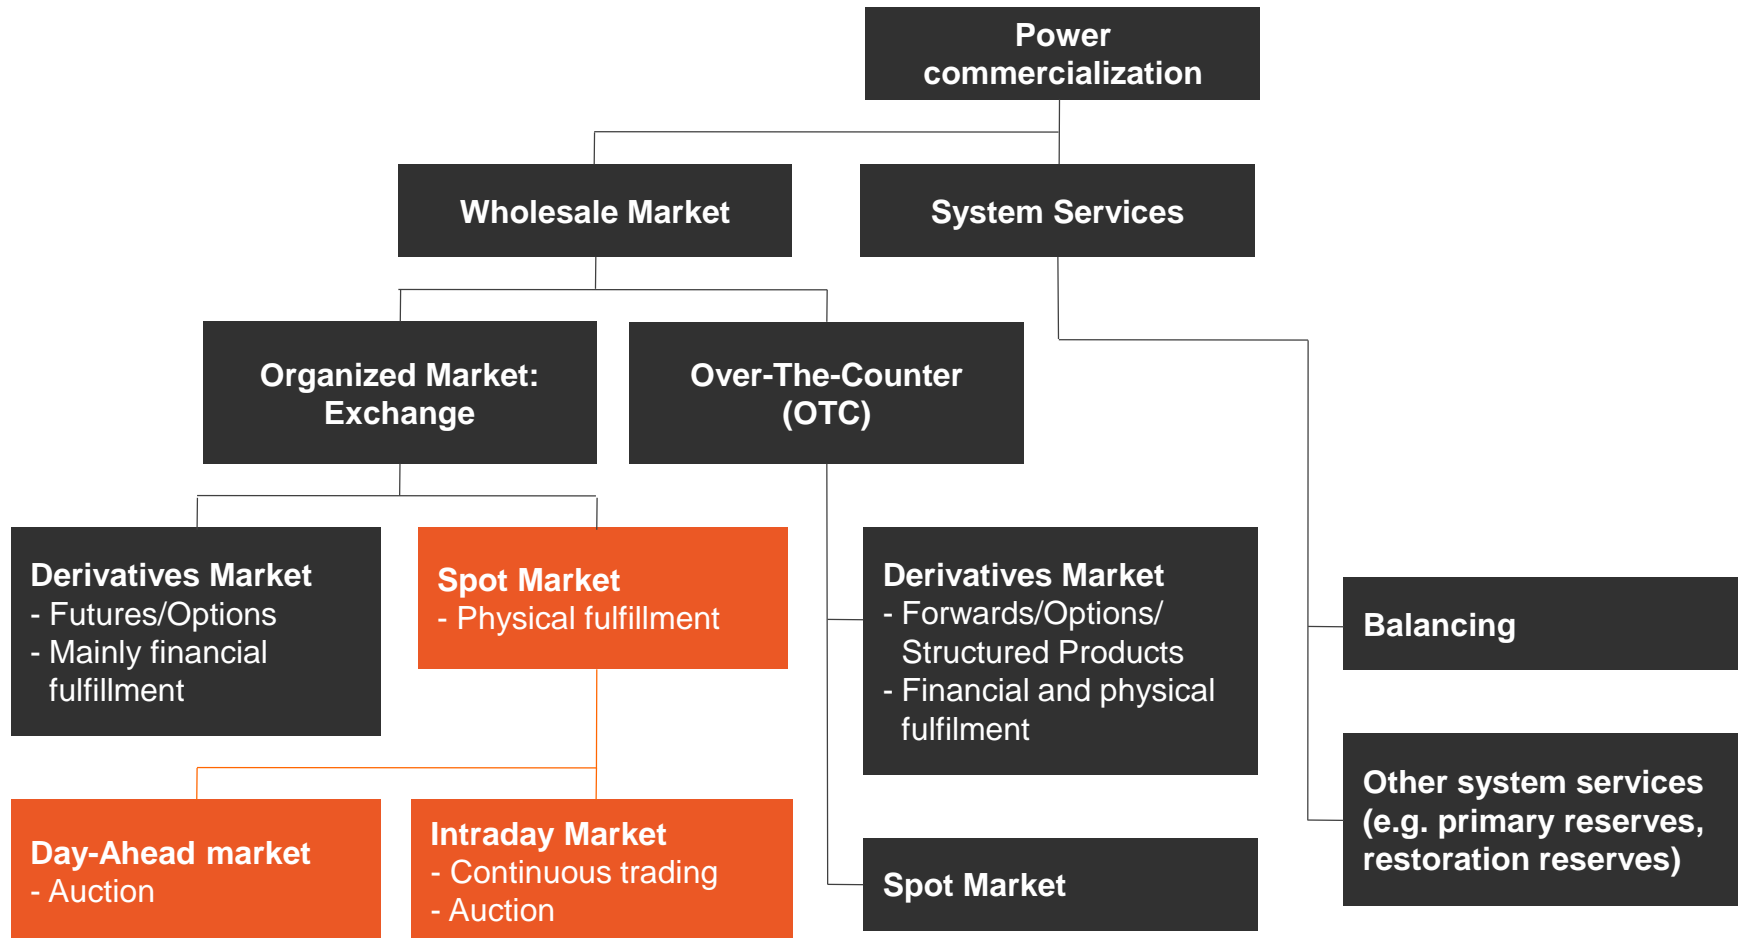 Power
commercialization
Wholesale Market
System Services
Organized Market:
Exchange
Over-The-Counter
(OTC)
Derivatives Market
- Futures/Options
- Mainly financial
fulfillment
Spot Market
- Physical fulfillment
Derivatives Market
- Forwards/Options/
Structured Products
- Financial and physical
fulfilment
Balancing
Other system services
(e.g. primary reserves,
restoration reserves)
Day-Ahead market
- Auction
Intraday Market
- Continuous trading
- Auction
Spot Market